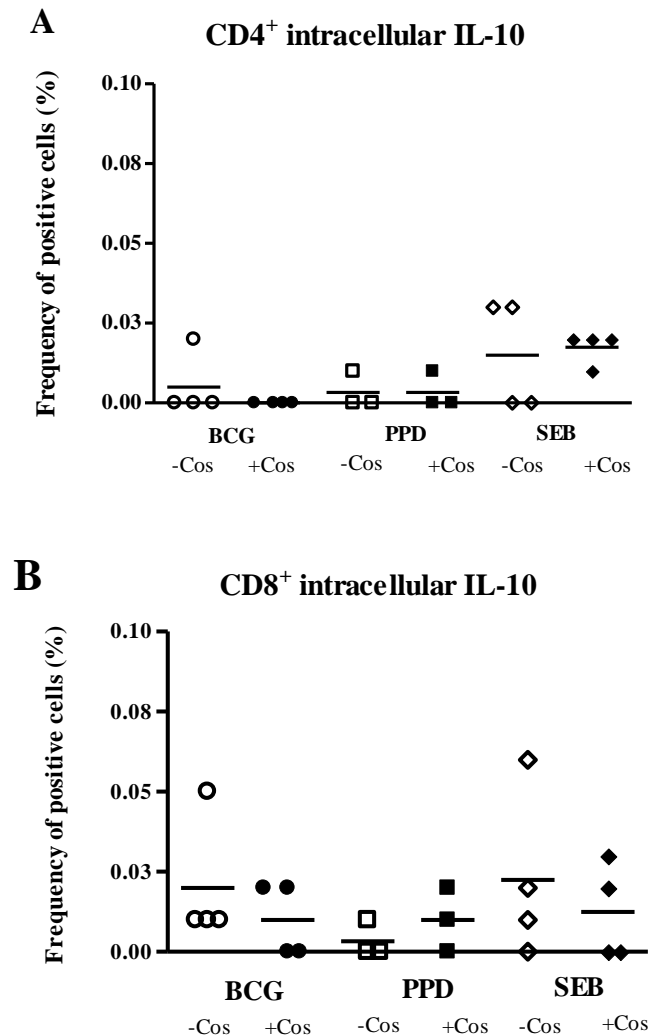 A
CD4⁺ intracellular IL-10
Frequency of positive cells (%)
0.10
0.08
0.05
0.03
0.00
BCG PPD SEB
-Cos +Cos -Cos +Cos -Cos +Cos
B
CD8⁺ intracellular IL-10
Frequency of positive cells (%)
0.10
0.08
0.05
0.03
0.00
BCG PPD SEB
-Cos +Cos -Cos +Cos -Cos +Cos